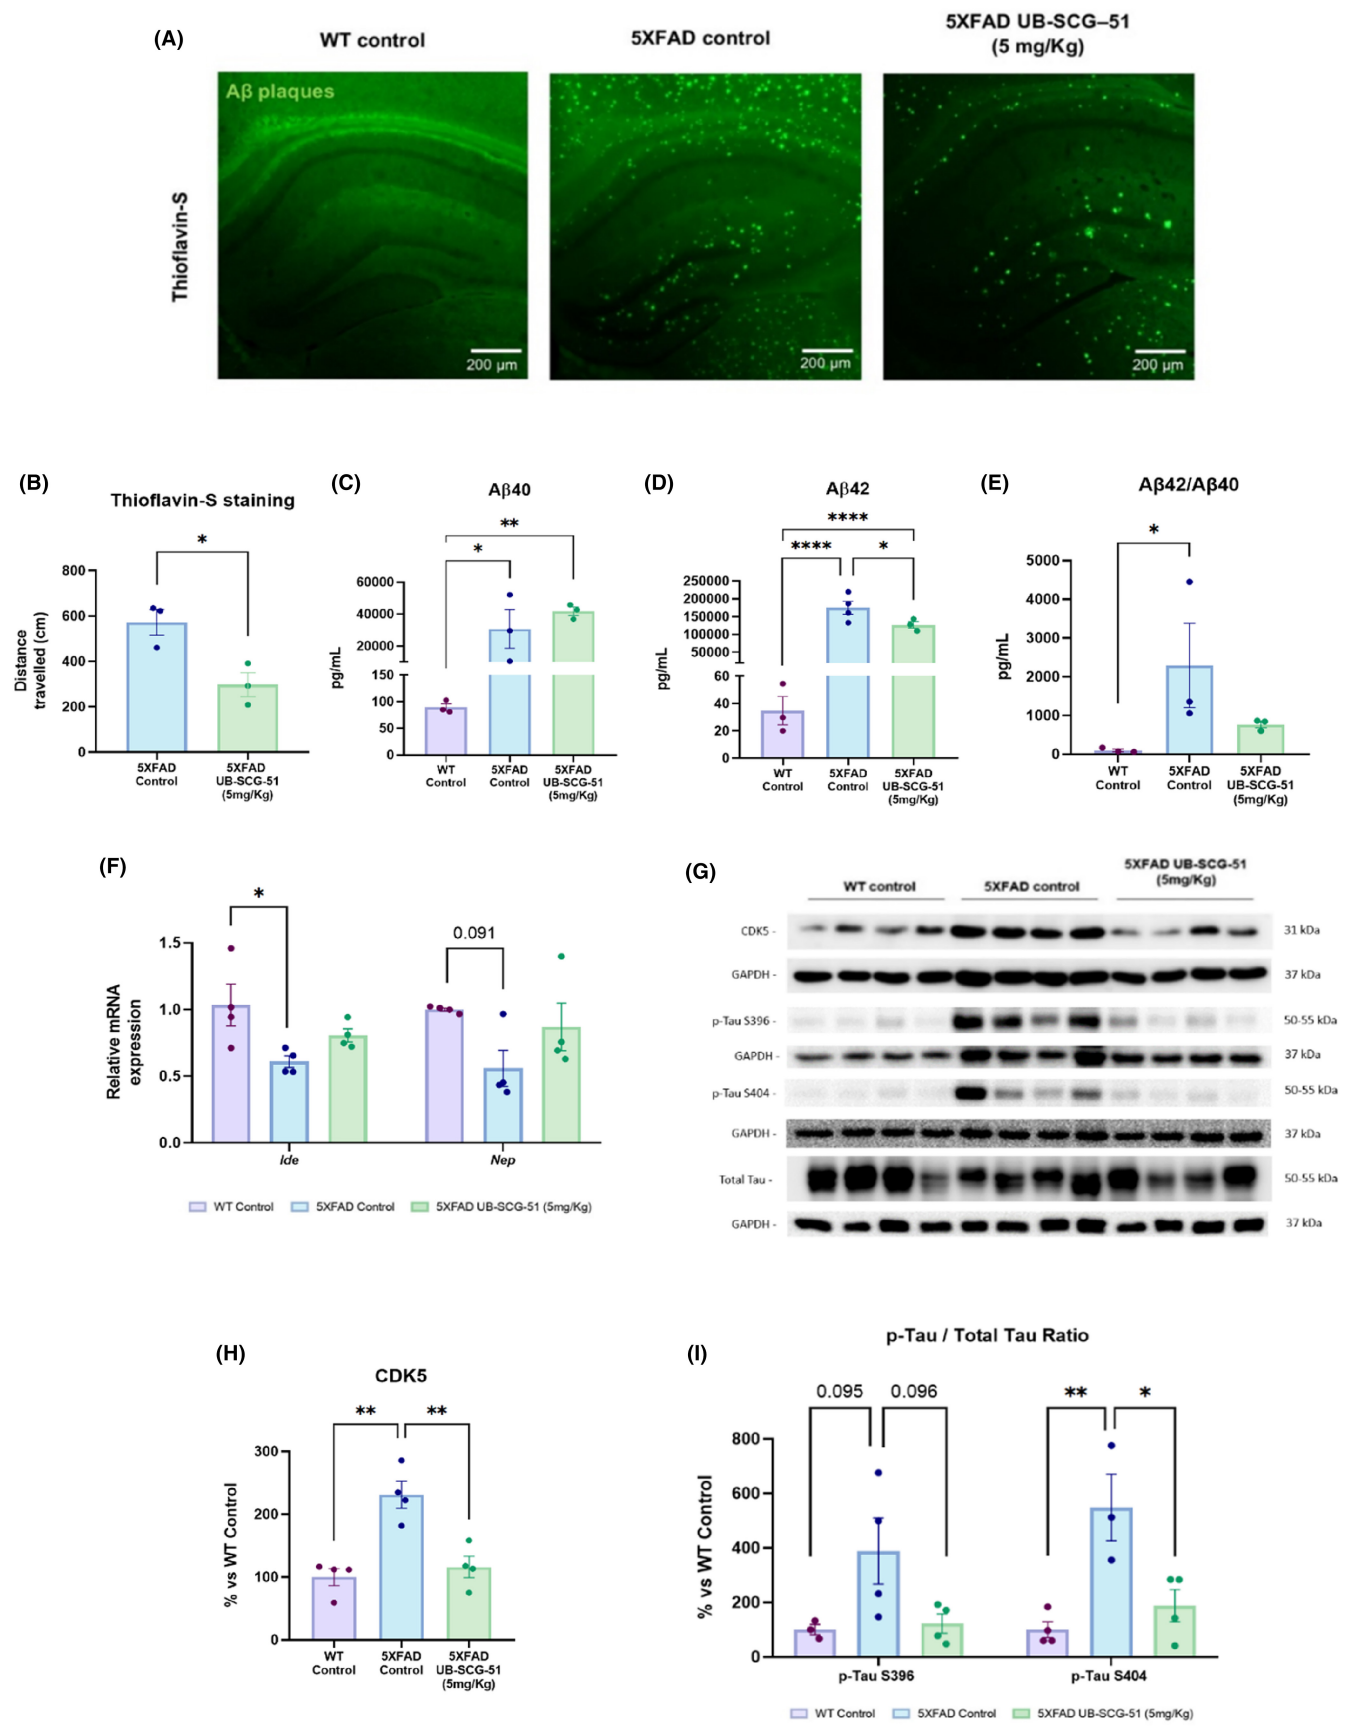 (A)
WT control
5XFAD control
5XFAD UB-SCG–51
(5 mg/Kg)
Thioflavin-S
Aβ plaques
200 µm
200 µm
200 µm
(B)
Thioflavin-S staining
*
Distance
travelled (cm)
800
600
400
200
0
5XFAD
Control
5XFAD
UB-SCG-51
(5mg/Kg)
(C)
Aβ40
**
*
pg/mL
60000
40000
20000
150
100
50
0
WT
Control
5XFAD
Control
5XFAD
UB-SCG-51
(5mg/Kg)
(D)
Aβ42
****
****
*
pg/mL
250000
200000
150000
100000
50000
60
40
20
0
WT
Control
5XFAD
Control
5XFAD
UB-SCG-51
(5mg/Kg)
(E)
Aβ42/Aβ40
*
pg/mL
5000
4000
3000
2000
1000
0
WT
Control
5XFAD
Control
5XFAD
UB-SCG-51
(5mg/Kg)
(F)
*
0.091
Relative mRNA
expression
1.5
1.0
0.5
0.0
Ide
Nep
WT Control
5XFAD Control
5XFAD UB-SCG-51 (5mg/Kg)
(G)
WT control
5XFAD control
5XFAD UB-SCG-51
(5mg/Kg)
CDK5 -
31 kDa
GAPDH -
37 kDa
p-Tau S396 -
50-55 kDa
GAPDH -
37 kDa
p-Tau S404 -
50-55 kDa
GAPDH -
37 kDa
Total Tau -
50-55 kDa
GAPDH -
37 kDa
(H)
CDK5
**
**
% vs WT Control
300
200
100
0
WT
Control
5XFAD
Control
5XFAD
UB-SCG-51
(5mg/Kg)
(I)
p-Tau / Total Tau Ratio
0.095
0.096
**
*
% vs WT Control
800
600
400
200
0
p-Tau S396
p-Tau S404
WT Control
5XFAD Control
5XFAD UB-SCG-51 (5mg/Kg)